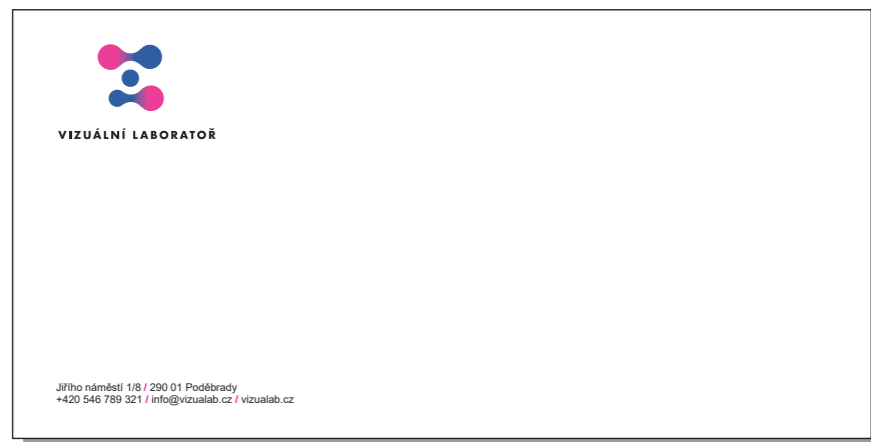 VIZUÁLNÍ LABORATOŘ
Jiřího náměstí 1/8 / 290 01 Poděbrady
+420 546 789 321 / info@vizualab.cz / vizualab.cz